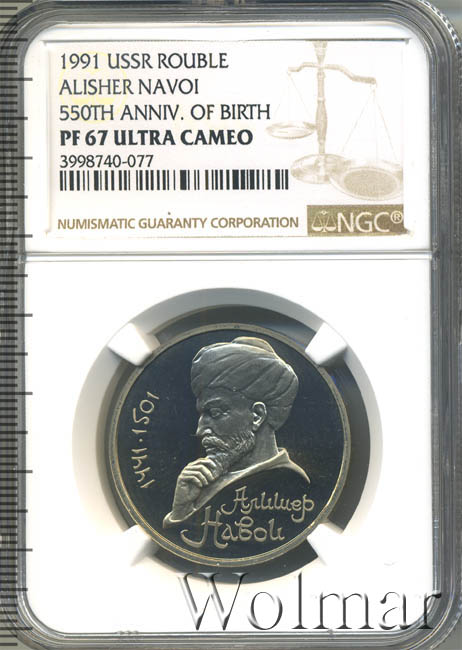 1991 USSR ROUBLE
ALISHER NAVOI
550TH ANNIV. OF BIRTH
PF 67 ULTRA CAMEO
3998740-077
NUMISMATIC GUARANTY CORPORATION
NGC®
1441·1501
Алишер
Навои
Wolmar